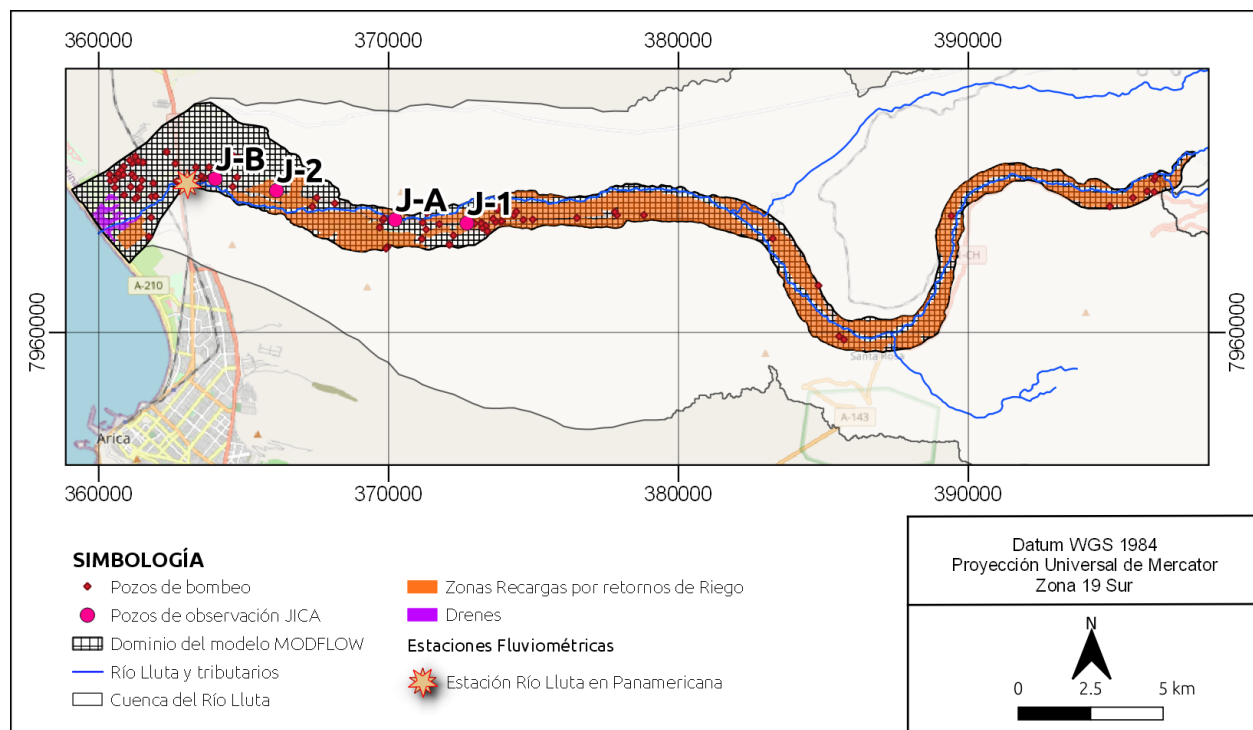 360000 370000 380000 390000
J-B
J-2
J-A
J-1
A-210
CH
7960000
7960000
Santa Rosa
A-143
Arica
360000 370000 380000 390000
SIMBOLOGÍA
Pozos de bombeo
Pozos de observación JICA
Dominio del modelo MODFLOW
Río Lluta y tributarios
Cuenca del Río Lluta
Zonas Recargas por retornos de Riego
Drenes
Estaciones Fluviométricas
Estación Río Lluta en Panamericana
Datum WGS 1984
Proyección Universal de Mercator
Zona 19 Sur
N
0 2.5 5 km